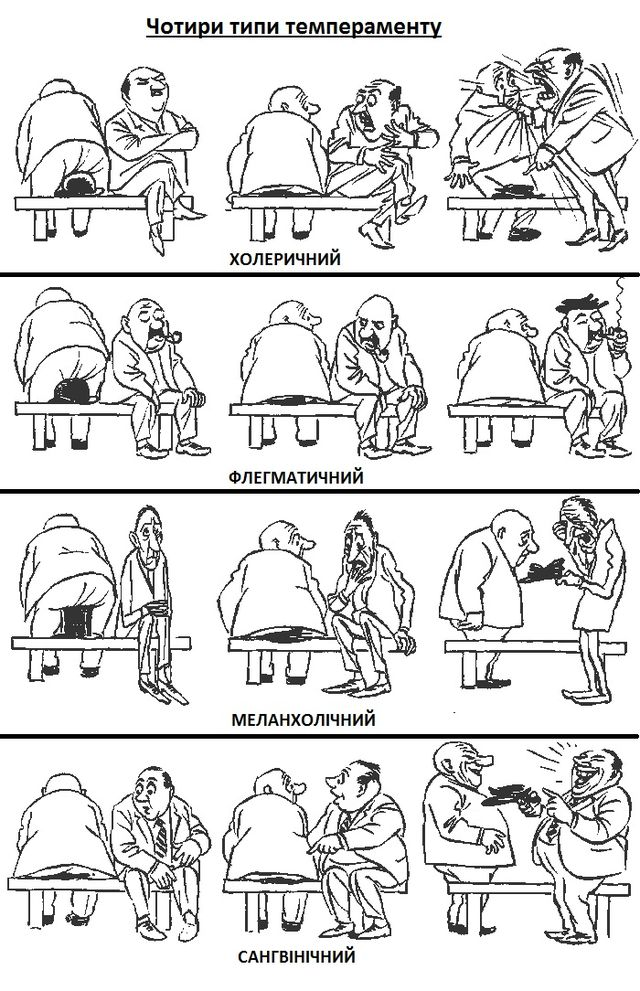 Чотири типи темпераменту
ХОЛЕРИЧНИЙ
ФЛЕГМАТИЧНИЙ
МЕЛАНХОЛІЧНИЙ
САНГВІНІЧНИЙ